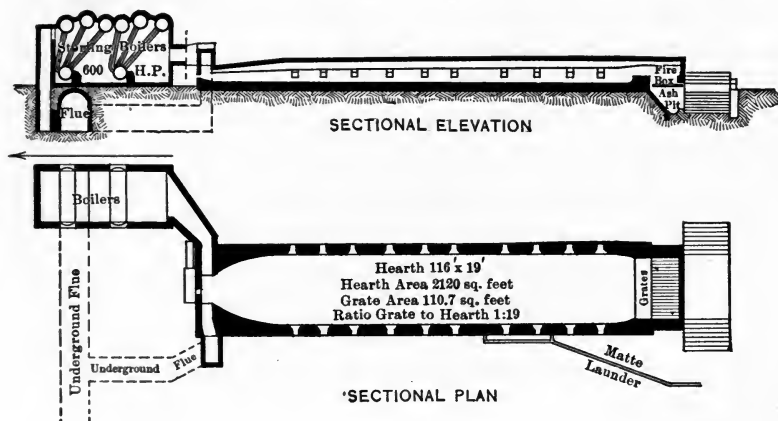 Stirling Boilers
600 H.P.
Flue
Fire
Box
Ash
Pit
SECTIONAL ELEVATION
Boilers
Underground Flue
Underground Flue
Hearth 116' x 19'
Hearth Area 2120 sq. feet
Grate Area 110.7 sq. feet
Ratio Grate to Hearth 1:19
Grates
Matte
Launder
SECTIONAL PLAN